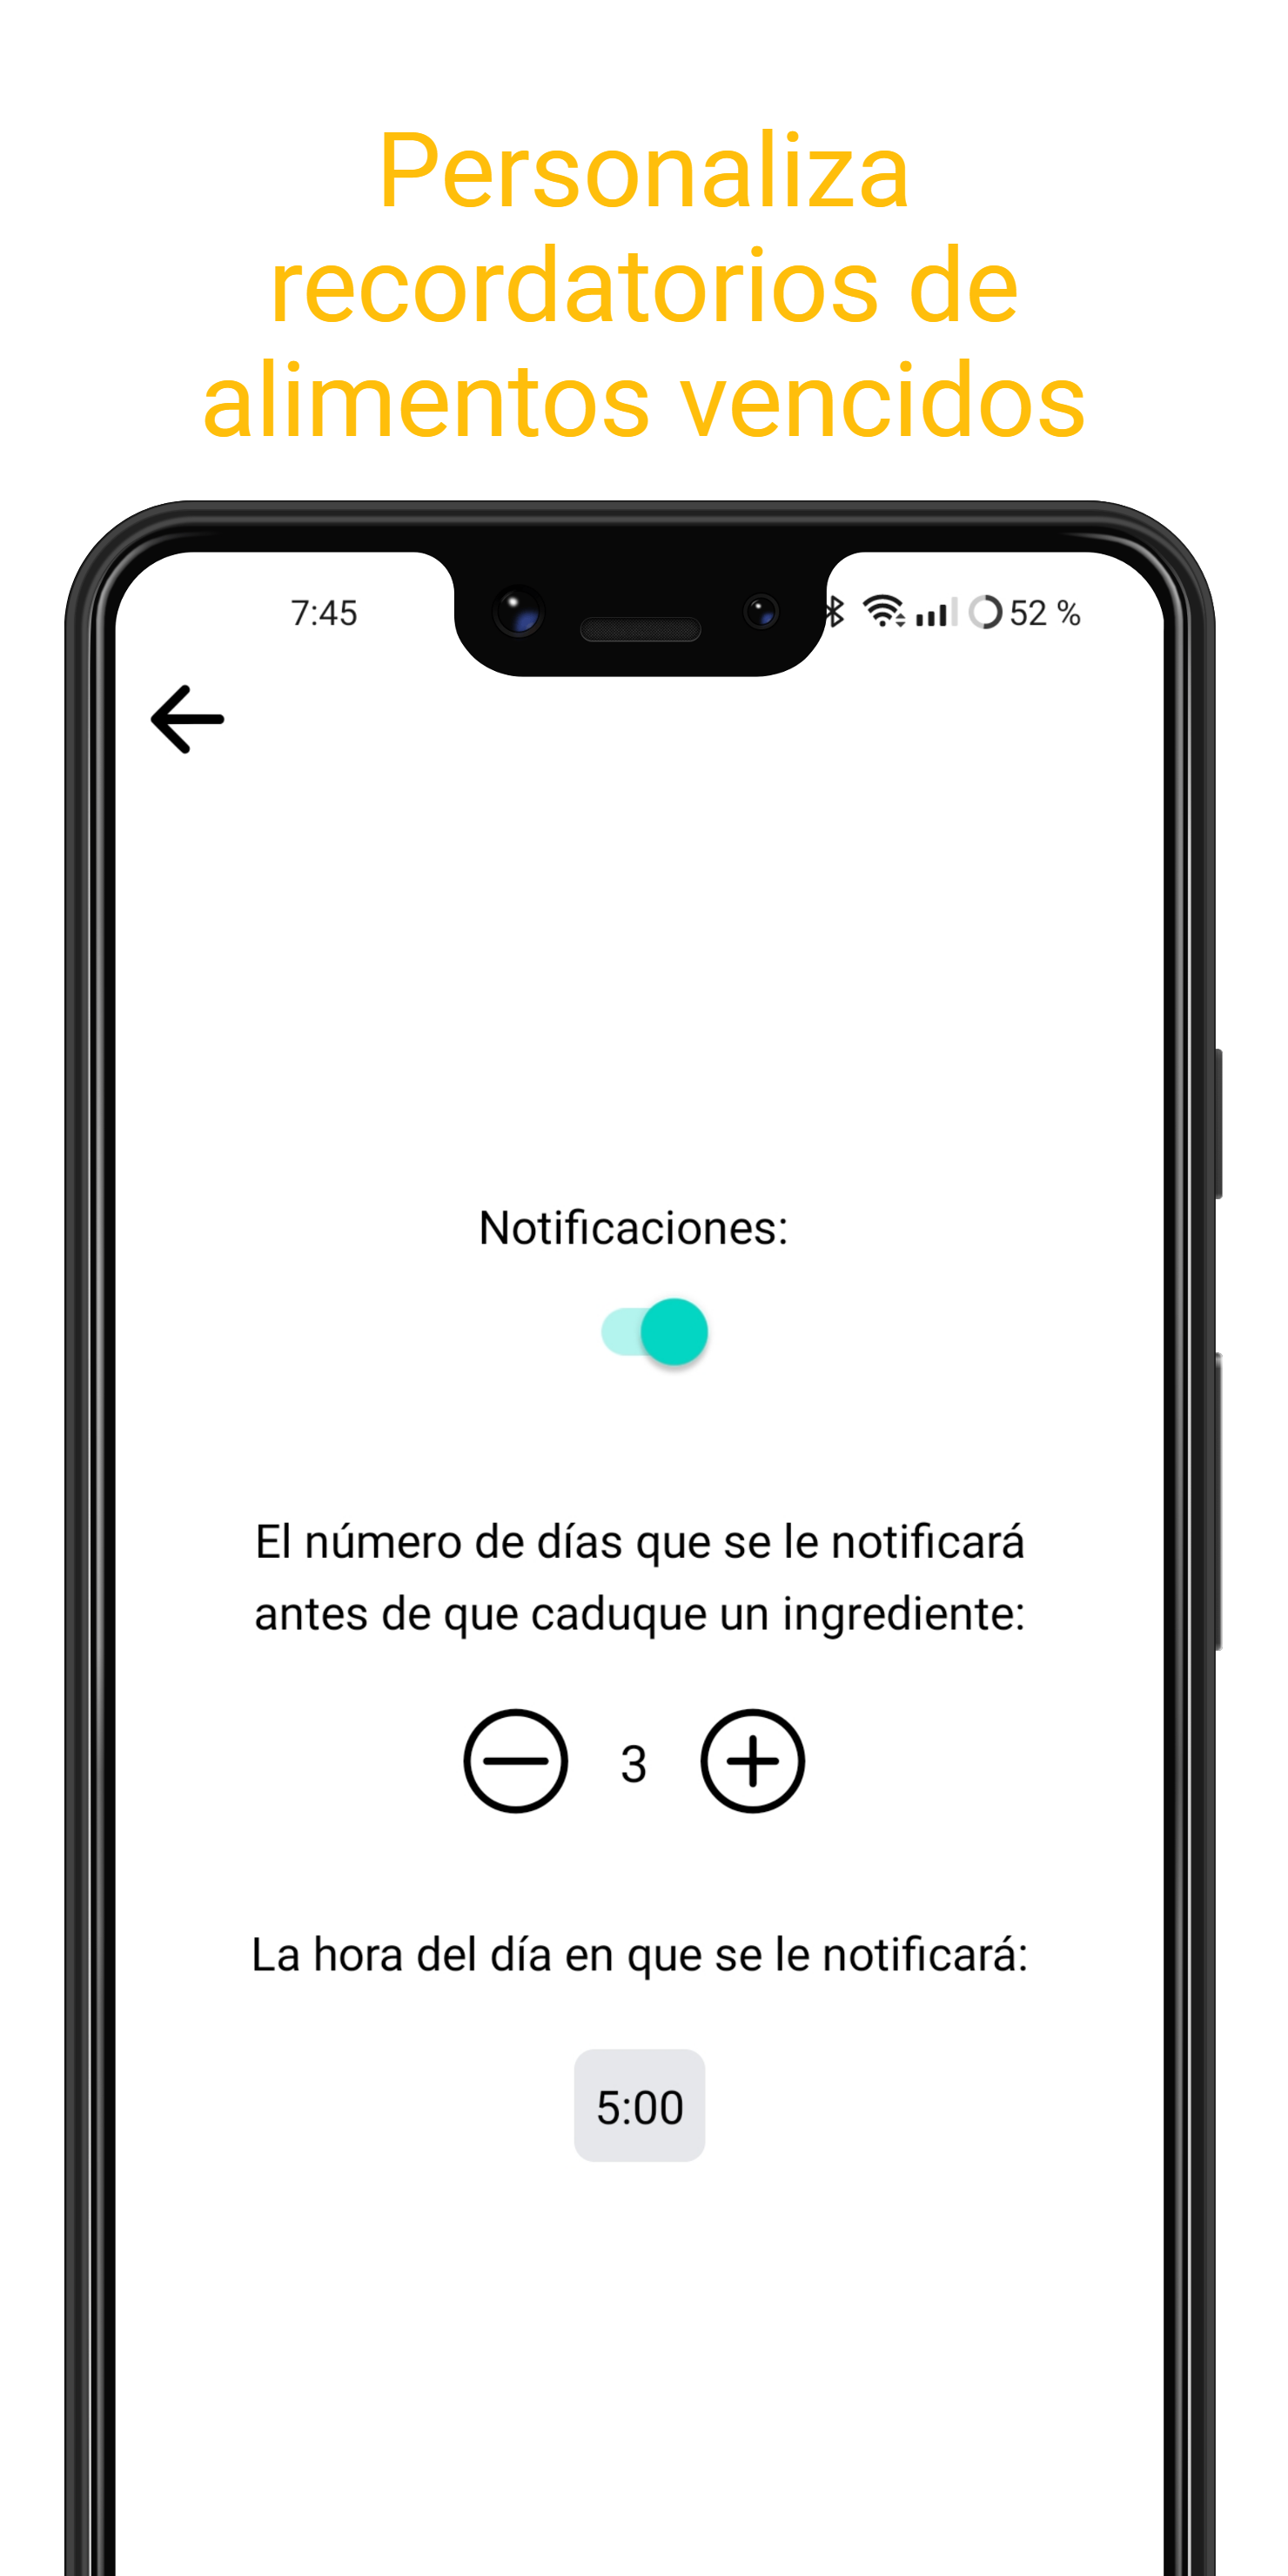 Personaliza
recordatorios de
alimentos vencidos
7:45
52 %
Notificaciones:
El número de días que se le notificará
antes de que caduque un ingrediente:
3
La hora del día en que se le notificará:
5:00